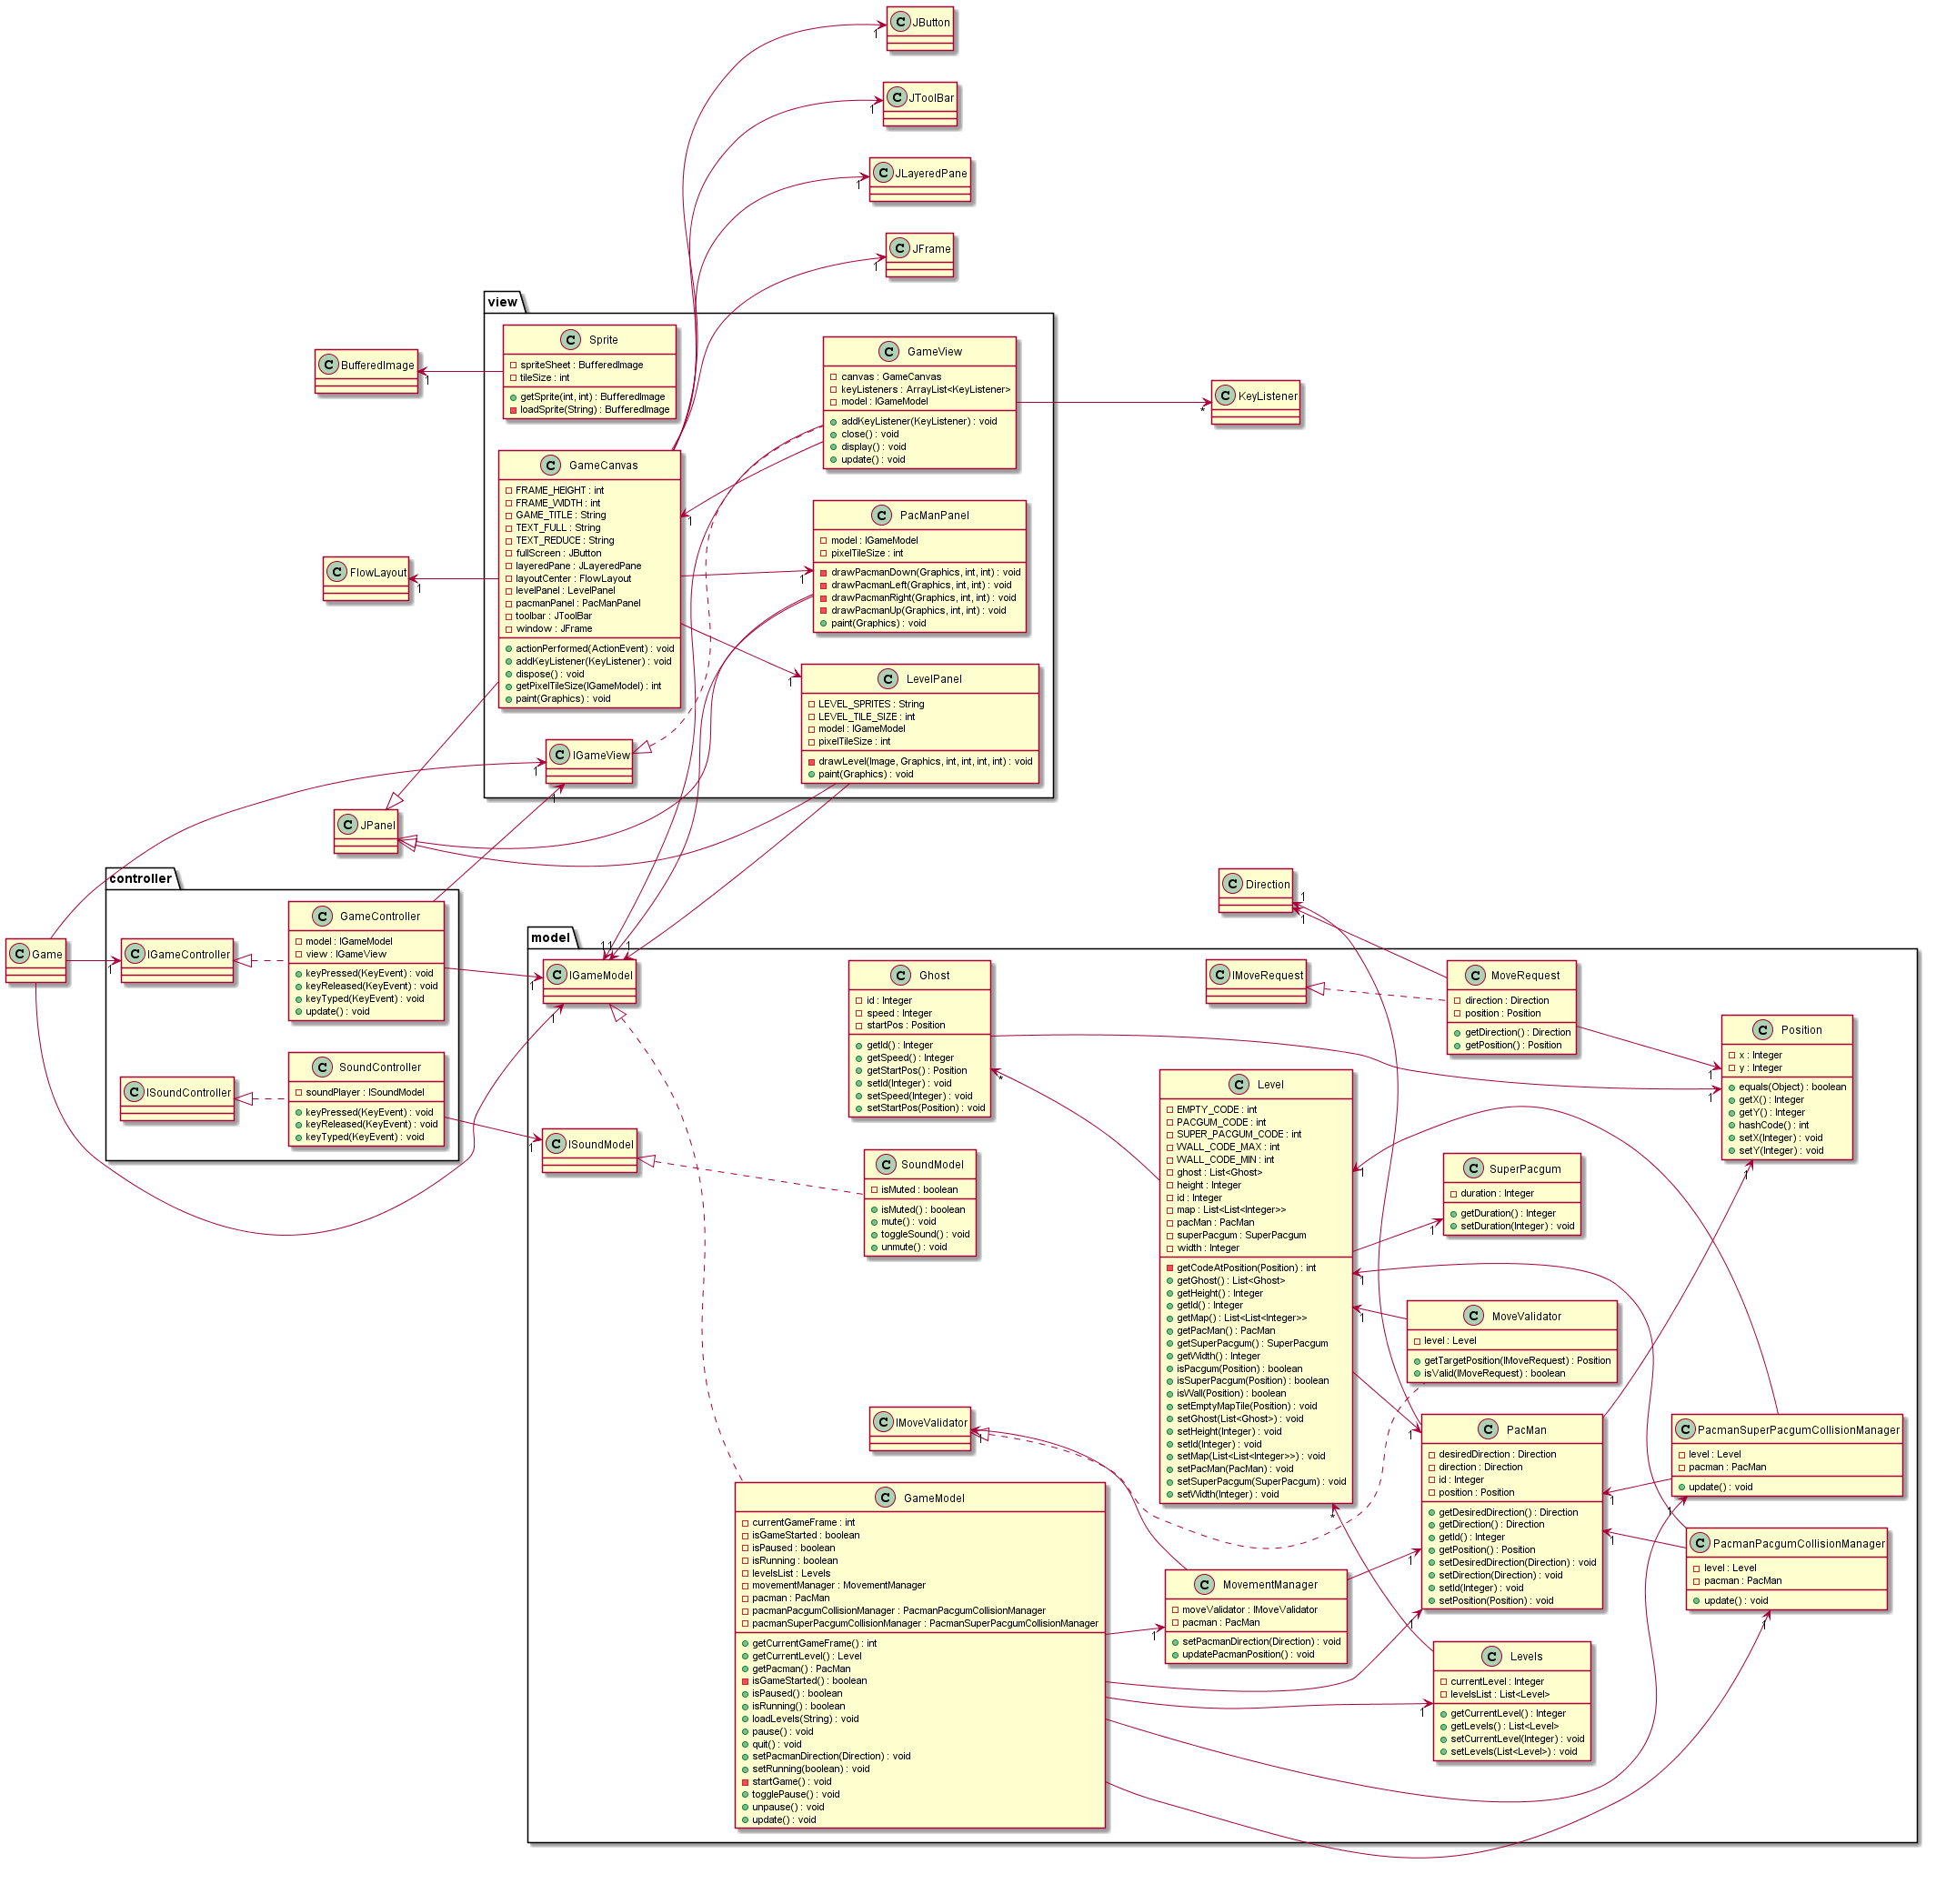 C JButton
1
C JToolBar
1
C JLayeredPane
1
C JFrame
1
view
C Sprite
spriteSheet : BufferedImage
tileSize : int
getSprite(int, int) : BufferedImage
loadSprite(String) : BufferedImage
C BufferedImage
1
C GameView
canvas : GameCanvas
keyListeners : ArrayList<KeyListener>
model : IGameModel
addKeyListener(KeyListener) : void
close() : void
display() : void
update() : void
C KeyListener
*
C GameCanvas
FRAME_HEIGHT : int
FRAME_WIDTH : int
GAME_TITLE : String
TEXT_FULL : String
TEXT_REDUCE : String
fullScreen : JButton
layeredPane : JLayeredPane
layoutCenter : FlowLayout
levelPanel : LevelPanel
pacmanPanel : PacManPanel
toolbar : JToolBar
window : JFrame
actionPerformed(ActionEvent) : void
addKeyListener(KeyListener) : void
dispose() : void
getPixelTileSize(IGameModel) : int
paint(Graphics) : void
1
C FlowLayout
1
C PacManPanel
model : IGameModel
pixelTileSize : int
drawPacmanDown(Graphics, int, int) : void
drawPacmanLeft(Graphics, int, int) : void
drawPacmanRight(Graphics, int, int) : void
drawPacmanUp(Graphics, int, int) : void
paint(Graphics) : void
1
C LevelPanel
LEVEL_SPRITES : String
LEVEL_TILE_SIZE : int
model : IGameModel
pixelTileSize : int
drawLevel(Image, Graphics, int, int, int, int) : void
paint(Graphics) : void
1
C IGameView
1
1
C JPanel
controller
C GameController
model : IGameModel
view : IGameView
keyPressed(KeyEvent) : void
keyReleased(KeyEvent) : void
keyTyped(KeyEvent) : void
update() : void
C Game
C IGameController
1
C ISoundController
C SoundController
soundPlayer : ISoundModel
keyPressed(KeyEvent) : void
keyReleased(KeyEvent) : void
keyTyped(KeyEvent) : void
model
C IGameModel
1
1
1
1
1
C ISoundModel
1
C Ghost
id : Integer
speed : Integer
startPos : Position
getId() : Integer
getSpeed() : Integer
getStartPos() : Position
setId(Integer) : void
setSpeed(Integer) : void
setStartPos(Position) : void
*
C SoundModel
isMuted : boolean
isMuted() : boolean
mute() : void
toggleSound() : void
unmute() : void
C Direction
1
1
C IMoveRequest
C MoveRequest
direction : Direction
position : Position
getDirection() : Direction
getPosition() : Position
C Position
x : Integer
y : Integer
equals(Object) : boolean
getX() : Integer
getY() : Integer
hashCode() : int
setX(Integer) : void
setY(Integer) : void
1
1
1
C Level
EMPTY_CODE : int
PACGUM_CODE : int
SUPER_PACGUM_CODE : int
WALL_CODE_MAX : int
WALL_CODE_MIN : int
ghost : List<Ghost>
height : Integer
id : Integer
map : List<List<Integer>>
pacMan : PacMan
superPacgum : SuperPacgum
width : Integer
getCodeAtPosition(Position) : int
getGhost() : List<Ghost>
getHeight() : Integer
getId() : Integer
getMap() : List<List<Integer>>
getPacMan() : PacMan
getSuperPacgum() : SuperPacgum
getWidth() : Integer
isPacgum(Position) : boolean
isSuperPacgum(Position) : boolean
isWall(Position) : boolean
setEmptyMapTile(Position) : void
setGhost(List<Ghost>) : void
setHeight(Integer) : void
setId(Integer) : void
setMap(List<List<Integer>>) : void
setPacMan(PacMan) : void
setSuperPacgum(SuperPacgum) : void
setWidth(Integer) : void
1
1
1
*
C SuperPacgum
duration : Integer
getDuration() : Integer
setDuration(Integer) : void
1
C MoveValidator
level : Level
getTargetPosition(IMoveRequest) : Position
isValid(IMoveRequest) : boolean
C IMoveValidator
1
C PacMan
desiredDirection : Direction
direction : Direction
id : Integer
position : Position
getDesiredDirection() : Direction
getDirection() : Direction
getId() : Integer
getPosition() : Position
setDesiredDirection(Direction) : void
setDirection(Direction) : void
setId(Integer) : void
setPosition(Position) : void
1
1
1
1
1
C PacmanSuperPacgumCollisionManager
level : Level
pacman : PacMan
update() : void
1
C PacmanPacgumCollisionManager
level : Level
pacman : PacMan
update() : void
1
C GameModel
currentGameFrame : int
isGameStarted : boolean
isPaused : boolean
isRunning : boolean
levelsList : Levels
movementManager : MovementManager
pacman : PacMan
pacmanPacgumCollisionManager : PacmanPacgumCollisionManager
pacmanSuperPacgumCollisionManager : PacmanSuperPacgumCollisionManager
getCurrentGameFrame() : int
getCurrentLevel() : Level
getPacman() : PacMan
isGameStarted() : boolean
isPaused() : boolean
isRunning() : boolean
loadLevels(String) : void
pause() : void
quit() : void
setPacmanDirection(Direction) : void
setRunning(boolean) : void
startGame() : void
togglePause() : void
unpause() : void
update() : void
C MovementManager
moveValidator : IMoveValidator
pacman : PacMan
setPacmanDirection(Direction) : void
updatePacmanPosition() : void
1
C Levels
currentLevel : Integer
levelsList : List<Level>
getCurrentLevel() : Integer
getLevels() : List<Level>
setCurrentLevel(Integer) : void
setLevels(List<Level>) : void
1